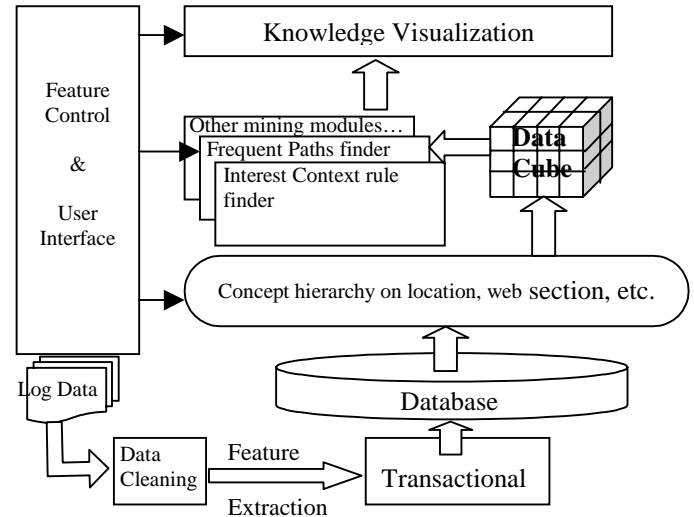 Knowledge Visualization
Feature
Control
&
User
Interface
Other mining modules…
Frequent Paths finder
Interest Context rule
finder
Data
Cube
Concept hierarchy on location, web section, etc.
Log Data
Database
Data
Cleaning
Feature
Extraction
Transactional